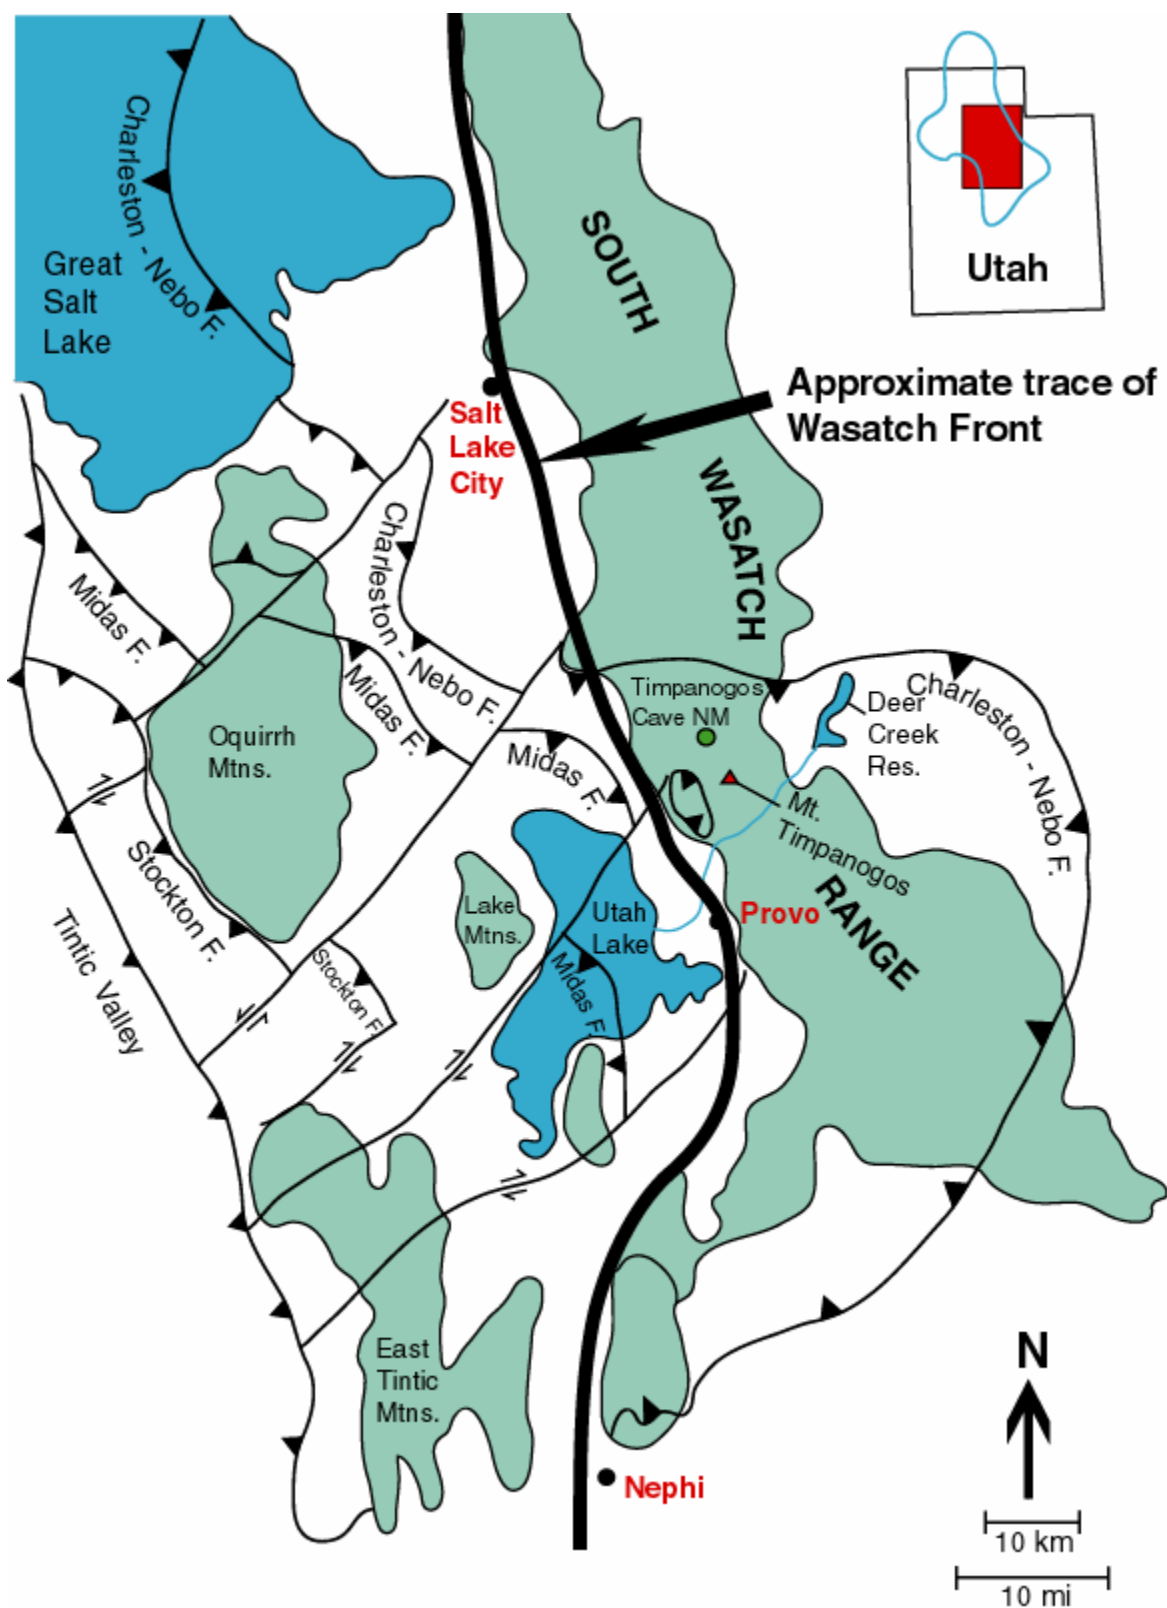 Charleston - Nebo F.
Great
Salt
Lake
SOUTH
Utah
Approximate trace of
Wasatch Front
Salt
Lake
City
WASATCH
Charleston - Nebo F.
Midas F.
Midas F.
Oquirrh
Mtns.
Midas F.
Timpanogos
Cave NM
Deer
Creek
Res.
Charleston - Nebo F.
Mt.
Timpanogos
RANGE
Stockton F.
Tintic Valley
Stockton F.
Lake
Mtns.
Utah
Lake
Midas F.
Provo
East
Tintic
Mtns.
Nephi
N
10 km
10 mi